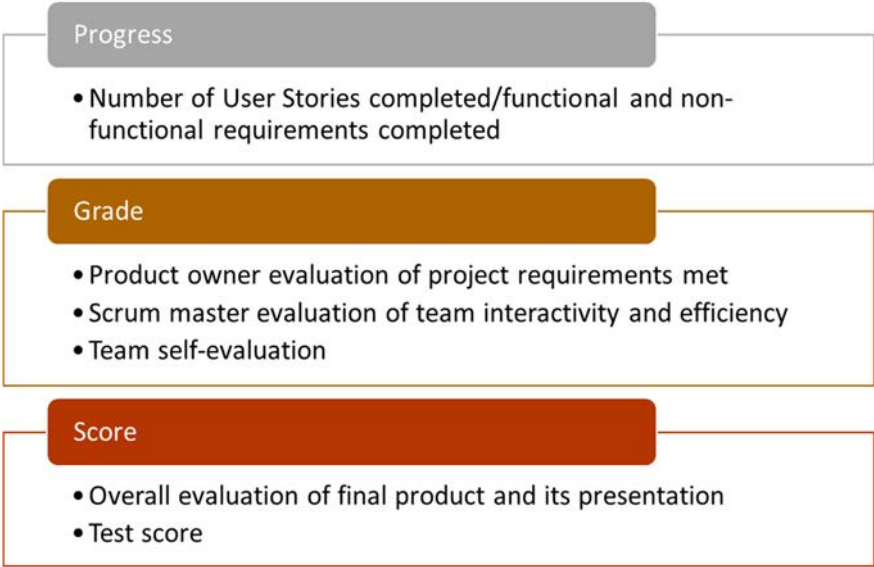 Progress
• Number of User Stories completed/functional and non-
functional requirements completed
Grade
• Product owner evaluation of project requirements met
• Scrum master evaluation of team interactivity and efficiency
• Team self-evaluation
Score
• Overall evaluation of final product and its presentation
• Test score